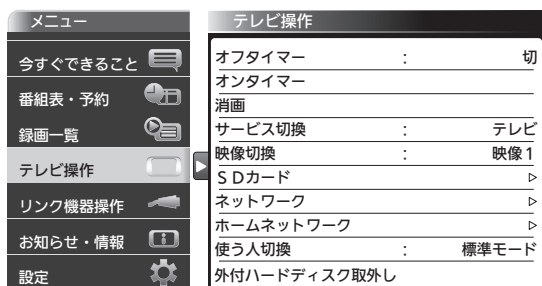 メニュー
今すぐできること
番組表・予約
録画一覧
テレビ操作
リンク機器操作
お知らせ・情報
設定
テレビ操作
オフタイマー : 切
オンタイマー
消画
サービス切換 : テレビ
映像切換 : 映像1
SDカード
ネットワーク
ホームネットワーク
使う人切換 : 標準モード
外付ハードディスク取外し